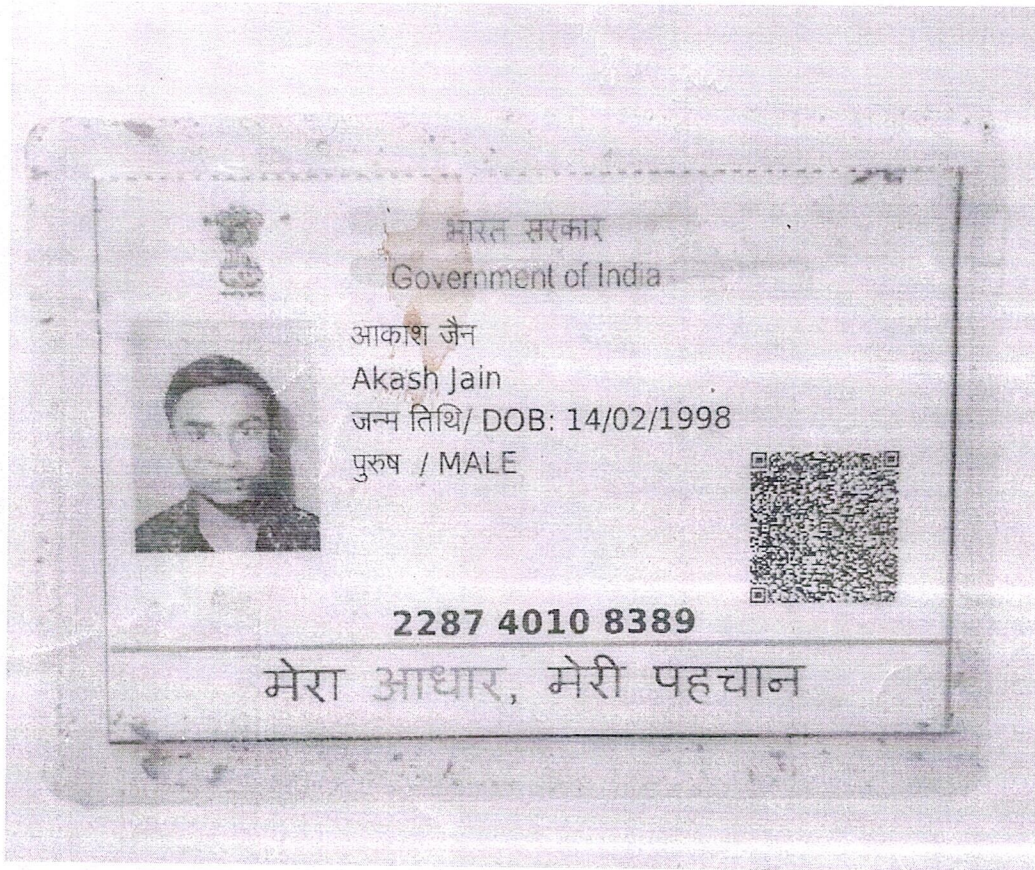 भारत सरकार
Government of India
आकाश जैन
Akash Jain
जन्म तिथि/ DOB: 14/02/1998
पुरुष / MALE
2287 4010 8389
मेरा आधार, मेरी पहचान